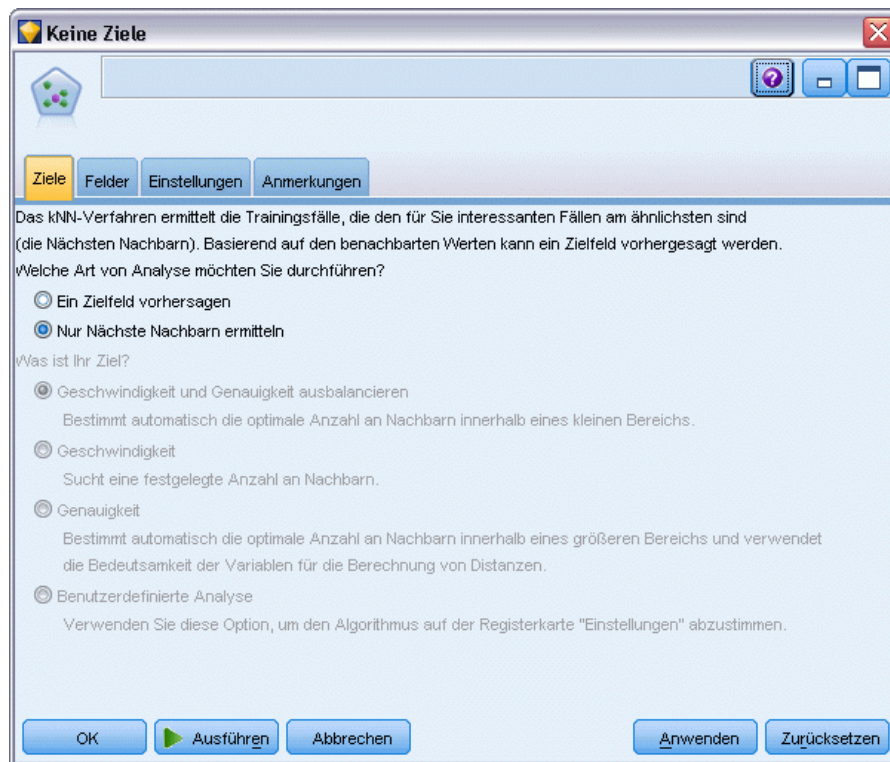 Keine Ziele
Ziele
Felder
Einstellungen
Anmerkungen
Das kNN-Verfahren ermittelt die Trainingsfälle, die den für Sie interessanten Fällen am ähnlichsten sind
(die Nächsten Nachbarn). Basierend auf den benachbarten Werten kann ein Zielfeld vorhergesagt werden.
Welche Art von Analyse möchten Sie durchführen?
Ein Zielfeld vorhersagen
Nur Nächste Nachbarn ermitteln
Was ist Ihr Ziel?
Geschwindigkeit und Genauigkeit ausbalancieren
Bestimmt automatisch die optimale Anzahl an Nachbarn innerhalb eines kleinen Bereichs.
Geschwindigkeit
Sucht eine festgelegte Anzahl an Nachbarn.
Genauigkeit
Bestimmt automatisch die optimale Anzahl an Nachbarn innerhalb eines größeren Bereichs und verwendet
die Bedeutsamkeit der Variablen für die Berechnung von Distanzen.
Benutzerdefinierte Analyse
Verwenden Sie diese Option, um den Algorithmus auf der Registerkarte "Einstellungen" abzustimmen.
OK
Ausführen
Abbrechen
Anwenden
Zurücksetzen